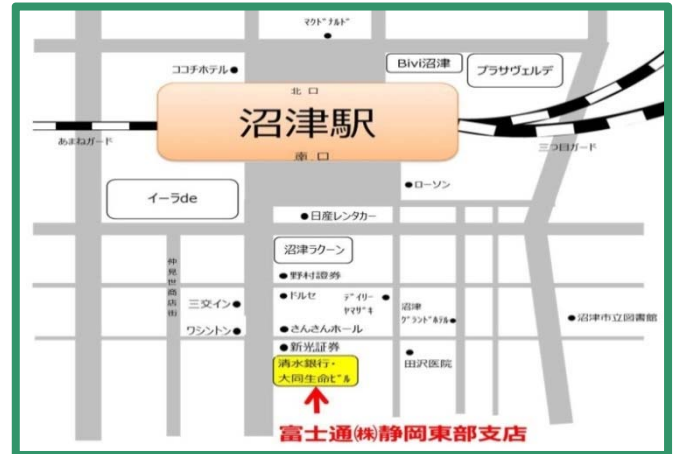 マクドナルド
ココチホテル●
Bivi沼津
プラサヴェルデ
北 口
沼津駅
南 口
あまねガード
三つ目ガード
イーラde
●ローソン
●日産レンタカー
沼津ラクーン
仲見世商店街
●野村證券
三交イン●
●ドルセ
デイリー
ヤマザキ
沼津
グランドホテル●
●沼津市立図書館
ワシントン●
●さんさんホール
●新光証券
清水銀行・
大同生命ビル
田沢医院
富士通㈱静岡東部支店